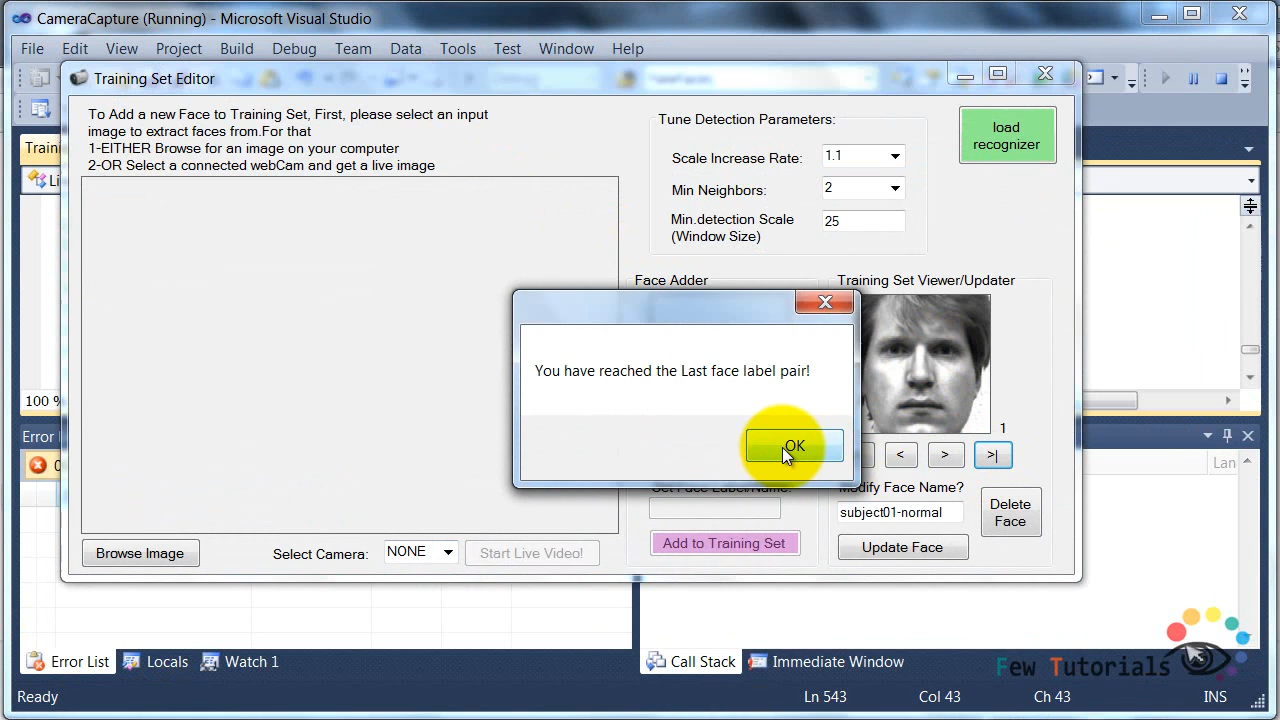 CameraCapture (Running) - Microsoft Visual Studio
File Edit View Project Build Debug Team Data Tools Test Window Help
Training Set Editor
To Add a new Face to Training Set, First, please select an input
image to extract faces from.For that
1-EITHER Browse for an image on your computer
2-OR Select a connected webCam and get a live image
Tune Detection Parameters:
Scale Increase Rate: 1.1
Min Neighbors: 2
Min.detection Scale 25
(Window Size)
load
recognizer
Face Adder
Training Set Viewer/Updater
You have reached the Last face label pair!
OK
1
< > >|
Modify Face Name?
subject01-normal
Delete
Face
Add to Training Set
Update Face
Browse Image
Select Camera: NONE
Start Live Video!
100 %
Error List Locals Watch 1
Call Stack Immediate Window
Few Tutorials
Ready Ln 543 Col 43 Ch 43 INS